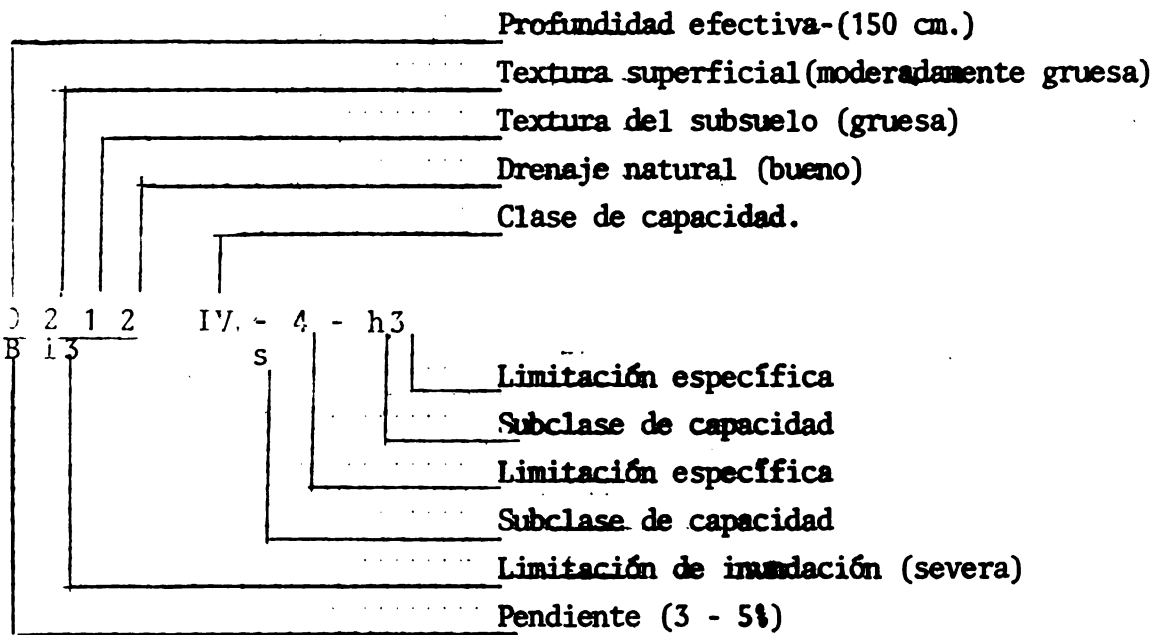 Profundidad efectiva-(150 cm.)
Textura superficial(moderadamente gruesa)
Textura del subsuelo (gruesa)
Drenaje natural (bueno)
Clase de capacidad.
2 1 2 IV. - 4 - h3
B i3 s
Limitación específica
Subclase de capacidad
Limitación específica
Subclase de capacidad
Limitación de inundación (severa)
Pendiente (3 - 5%)